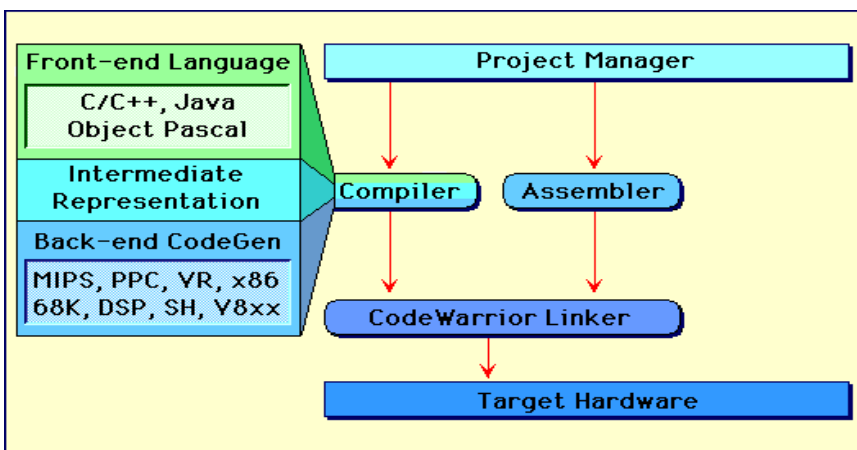 Front-end Language
C/C++, Java
Object Pascal
Intermediate
Representation
Back-end CodeGen
MIPS, PPC, VR, x86
68K, DSP, SH, V8xx
Project Manager
Compiler
Assembler
CodeWarrior Linker
Target Hardware